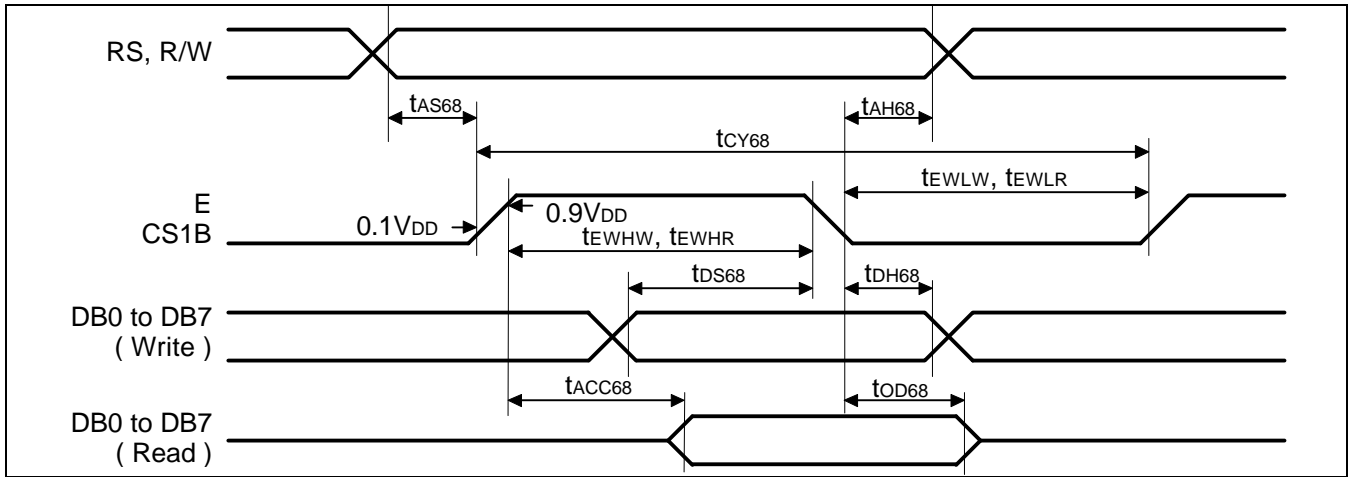 RS, R/W
tAS68
tAH68
tCY68
tEWLW, tEWLR
E
CS1B
0.1VDD
0.9VDD
tEWHW, tEWHR
tDS68
tDH68
DB0 to DB7
( Write )
tACC68
tOD68
DB0 to DB7
( Read )